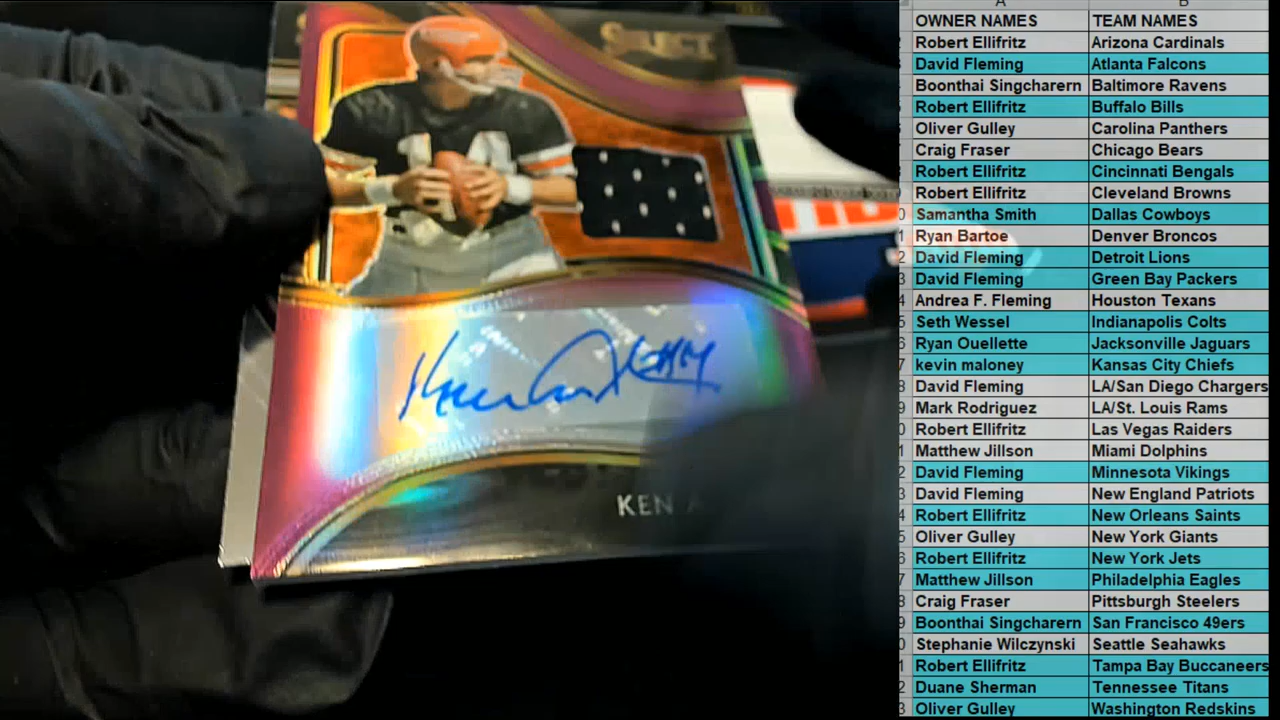 SELECT
14
Ken Anderson #14
KEN A
A B
OWNER NAMES TEAM NAMES
Robert Ellifritz Arizona Cardinals
David Fleming Atlanta Falcons
Boonthai Singcharern Baltimore Ravens
Robert Ellifritz Buffalo Bills
Oliver Gulley Carolina Panthers
Craig Fraser Chicago Bears
Robert Ellifritz Cincinnati Bengals
Robert Ellifritz Cleveland Browns
Samantha Smith Dallas Cowboys
Ryan Bartoe Denver Broncos
David Fleming Detroit Lions
David Fleming Green Bay Packers
Andrea F. Fleming Houston Texans
Seth Wessel Indianapolis Colts
Ryan Ouellette Jacksonville Jaguars
kevin maloney Kansas City Chiefs
David Fleming LA/San Diego Chargers
Mark Rodriguez LA/St. Louis Rams
Robert Ellifritz Las Vegas Raiders
Matthew Jillson Miami Dolphins
David Fleming Minnesota Vikings
David Fleming New England Patriots
Robert Ellifritz New Orleans Saints
Oliver Gulley New York Giants
Robert Ellifritz New York Jets
Matthew Jillson Philadelphia Eagles
Craig Fraser Pittsburgh Steelers
Boonthai Singcharern San Francisco 49ers
Stephanie Wilczynski Seattle Seahawks
Robert Ellifritz Tampa Bay Buccaneers
Duane Sherman Tennessee Titans
Oliver Gulley Washington Redskins